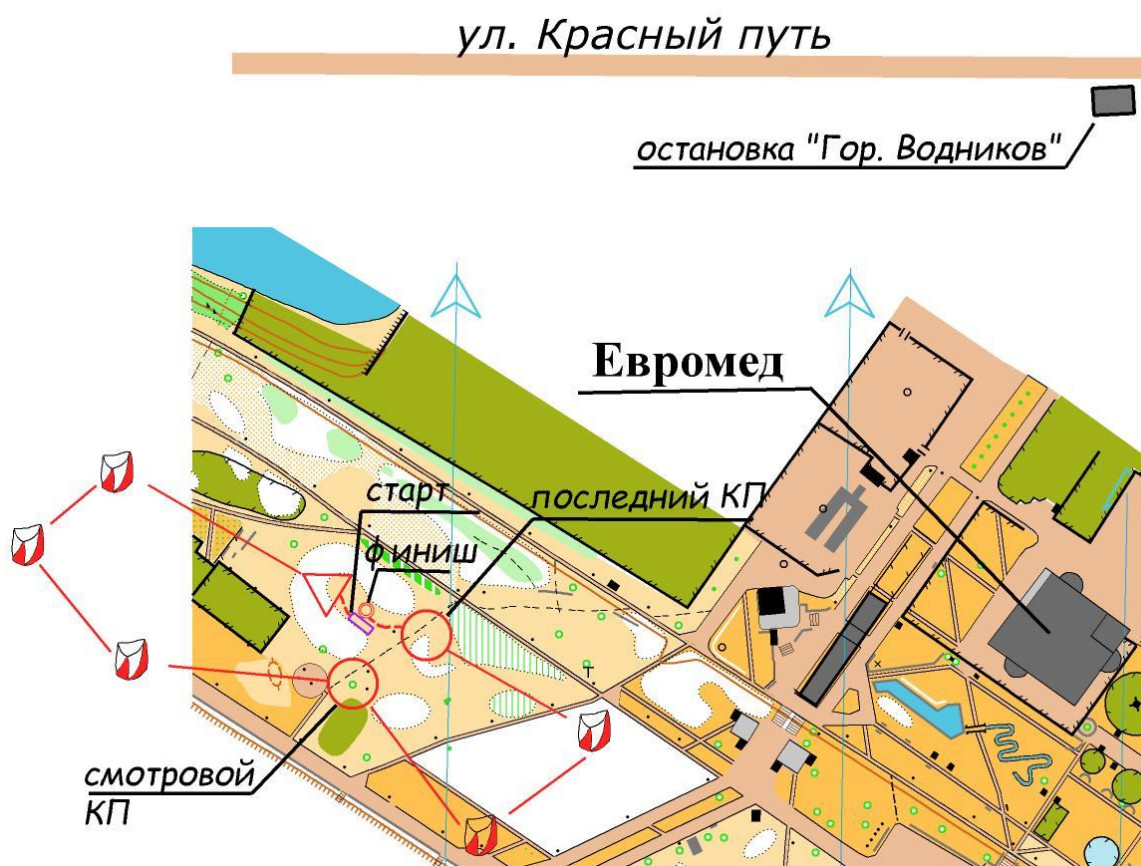 ул. Красный путь
остановка "Гор. Водников"
Евромед
старт
последний КП
финиш
смотровой
КП